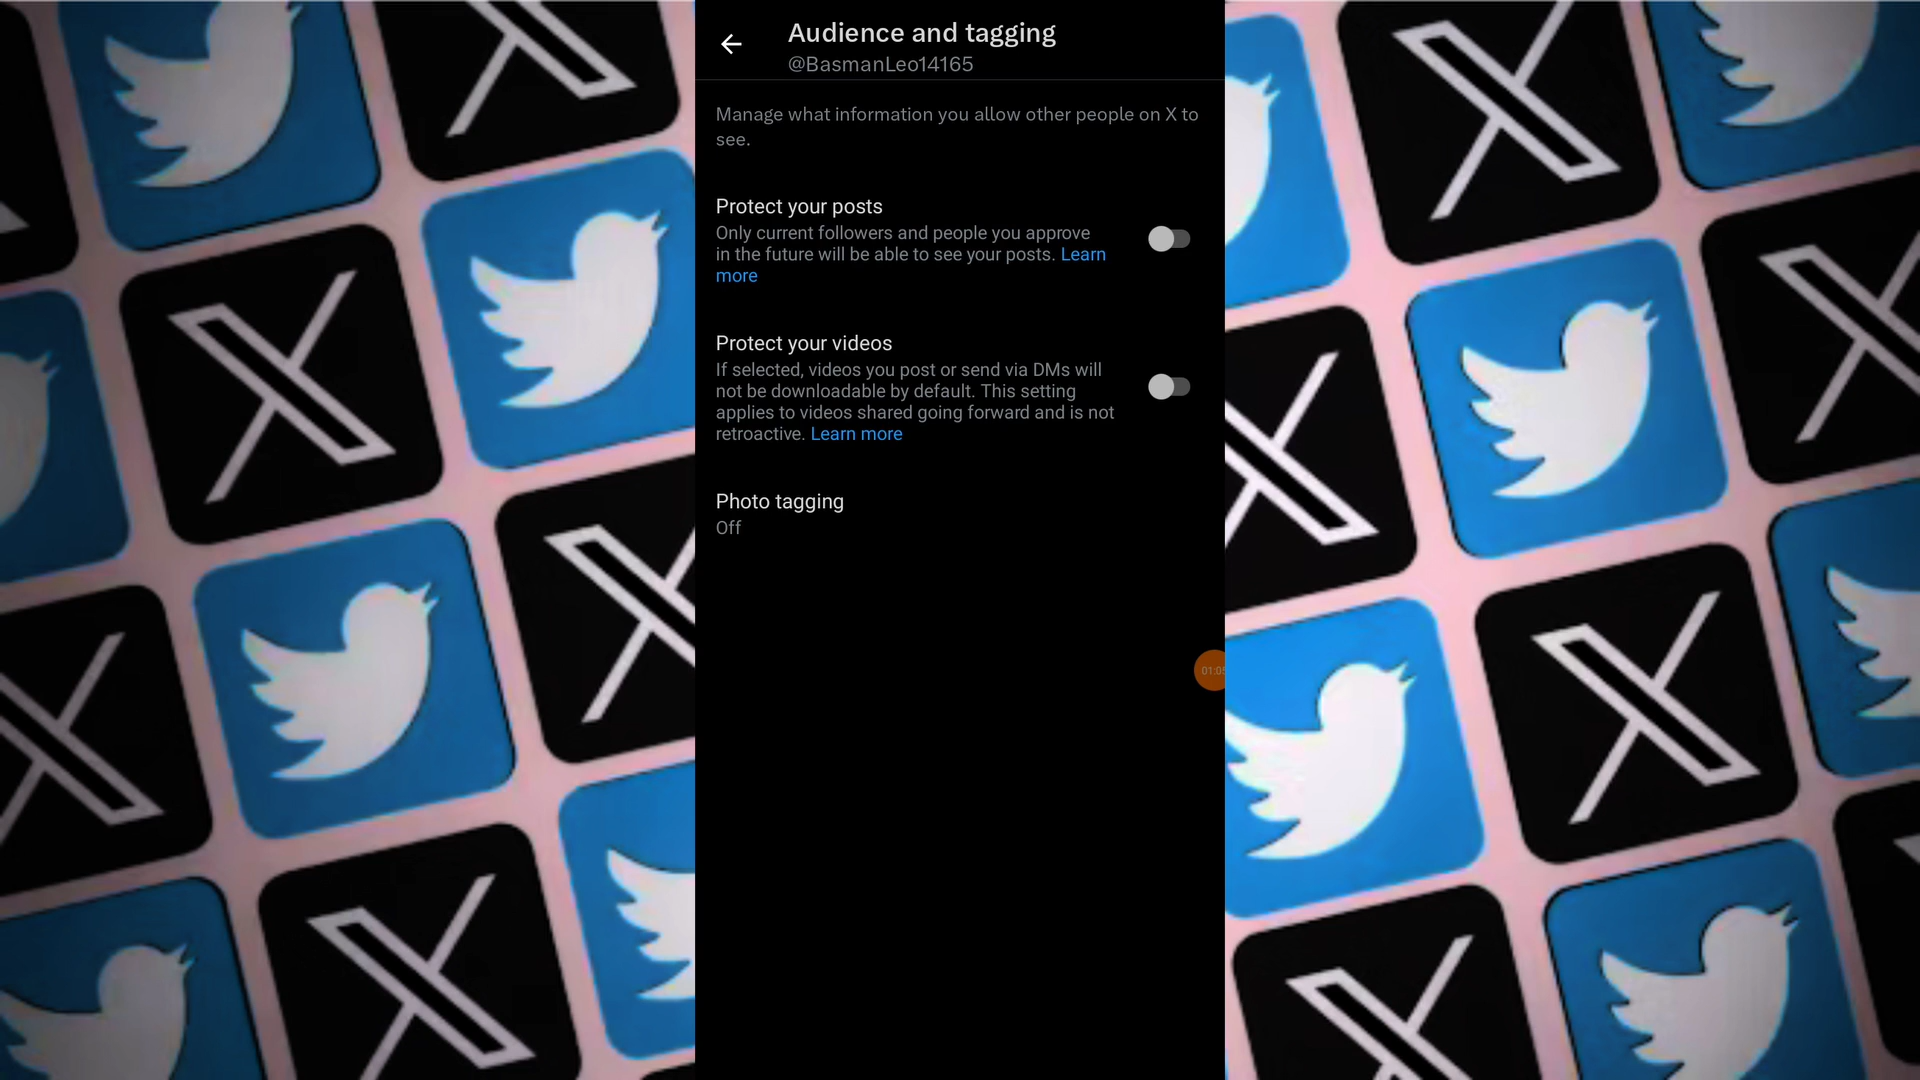 Audience and tagging
@BasmanLeo14165
Manage what information you allow other people on X to
see.
Protect your posts
Only current followers and people you approve
in the future will be able to see your posts. Learn
more
Protect your videos
If selected, videos you post or send via DMs will
not be downloadable by default. This setting
applies to videos shared going forward and is not
retroactive. Learn more
Photo tagging
Off